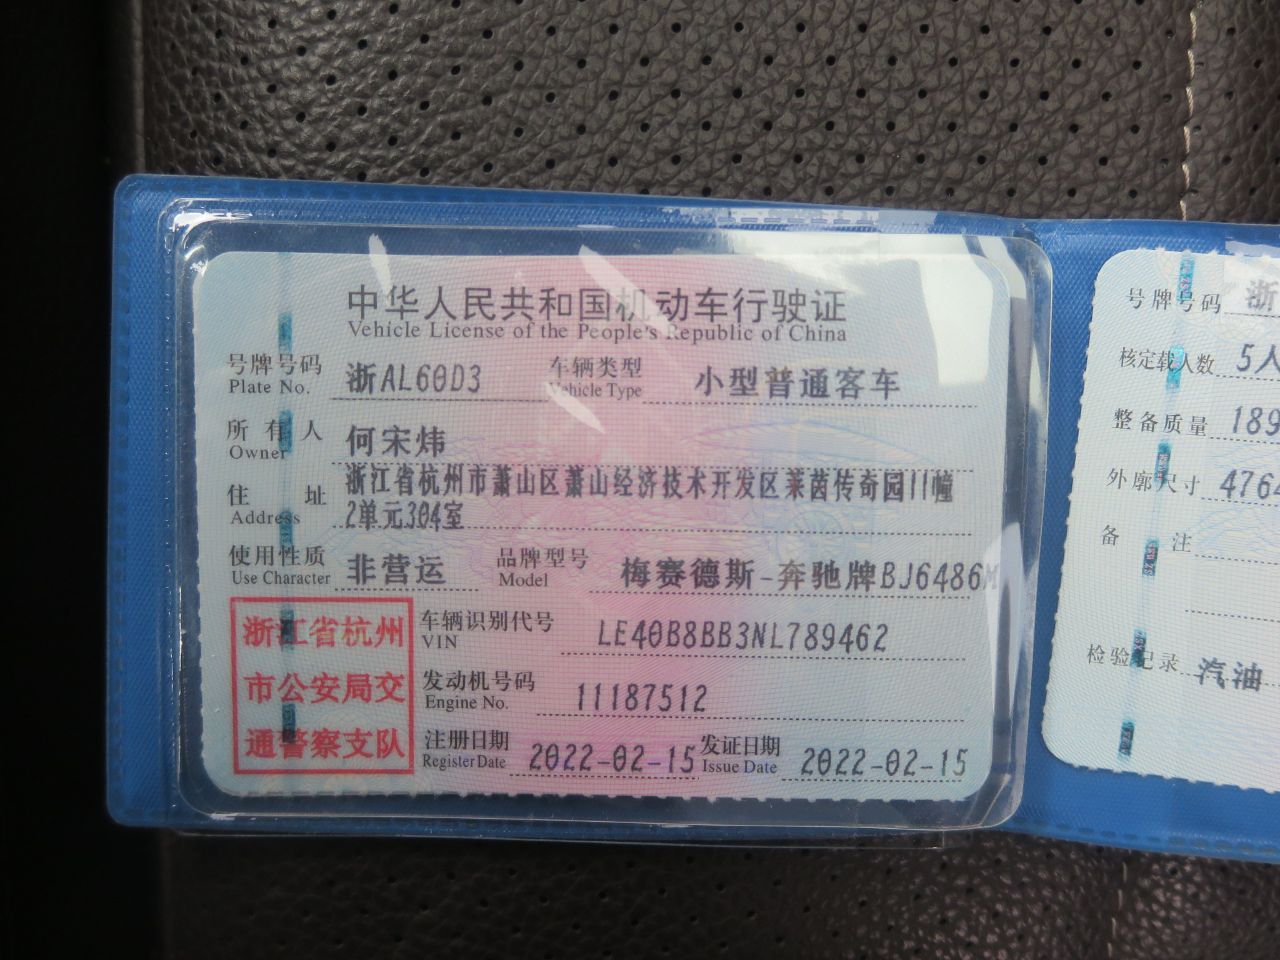 中华人民共和国机动车行驶证
Vehicle License of the People's Republic of China
号牌号码 浙AL60D3 车辆类型 小型普通客车
Plate No. Vehicle Type
所有人 何宋炜
Owner
住址 浙江省杭州市萧山区萧山经济技术开发区莱茵传奇园11幢
Address 2单元304室
使用性质 非营运 品牌型号 梅赛德斯-奔驰牌BJ6486M
Use Character Model
浙江省杭州
市公安局交
通警察支队
车辆识别代号 LE40B8BB3NL789462
VIN
发动机号码 11187512
Engine No.
注册日期 2022-02-15 发证日期 2022-02-15
Register Date Issue Date
号牌号码 浙
核定载人数 5人
整备质量 189
外廓尺寸 4764
备注
检验记录 汽油